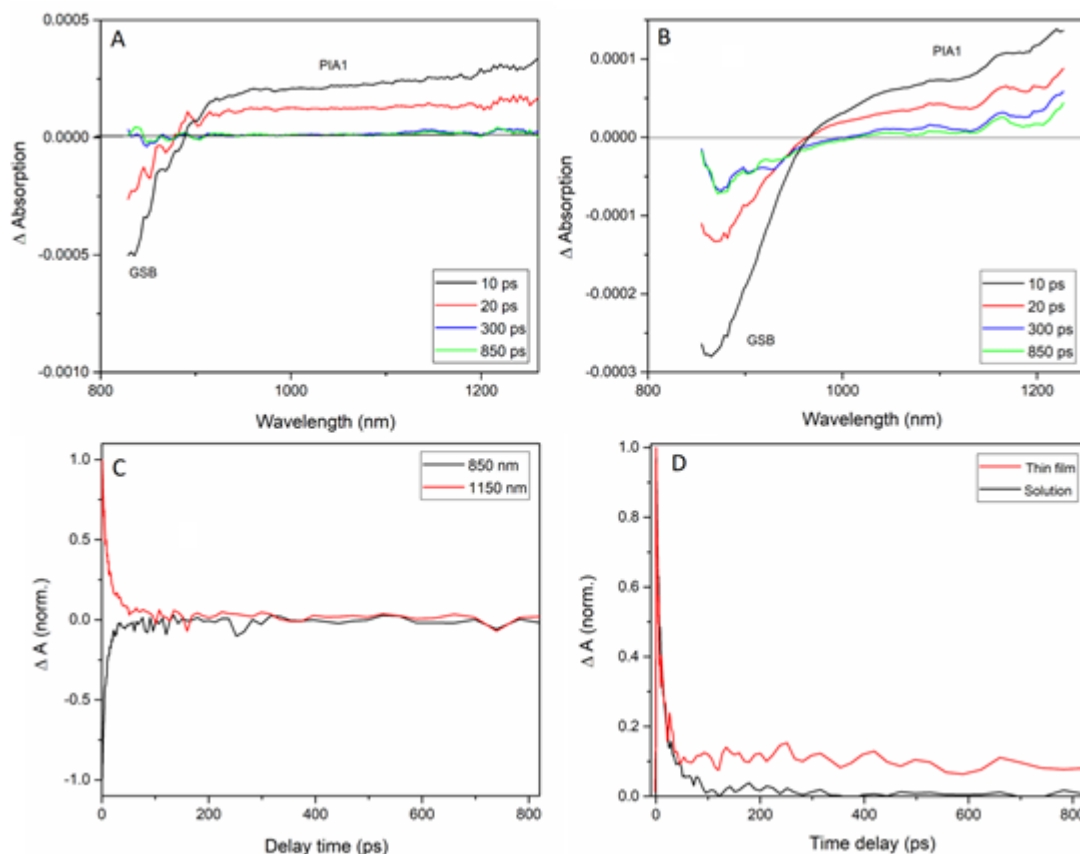 A
PIA1
GSB
0.0005
0.0000
-0.0005
-0.0010
Δ Absorption
800
1000
1200
Wavelength (nm)
10 ps
20 ps
300 ps
850 ps
B
PIA1
GSB
0.0001
0.0000
-0.0001
-0.0002
-0.0003
Δ Absorption
800
1000
1200
Wavelength (nm)
10 ps
20 ps
300 ps
850 ps
C
850 nm
1150 nm
1.0
0.5
0.0
-0.5
-1.0
Δ A (norm.)
0
200
400
600
800
Delay time (ps)
D
Thin film
Solution
1.0
0.8
0.6
0.4
0.2
0.0
Δ A (norm.)
0
200
400
600
800
Time delay (ps)